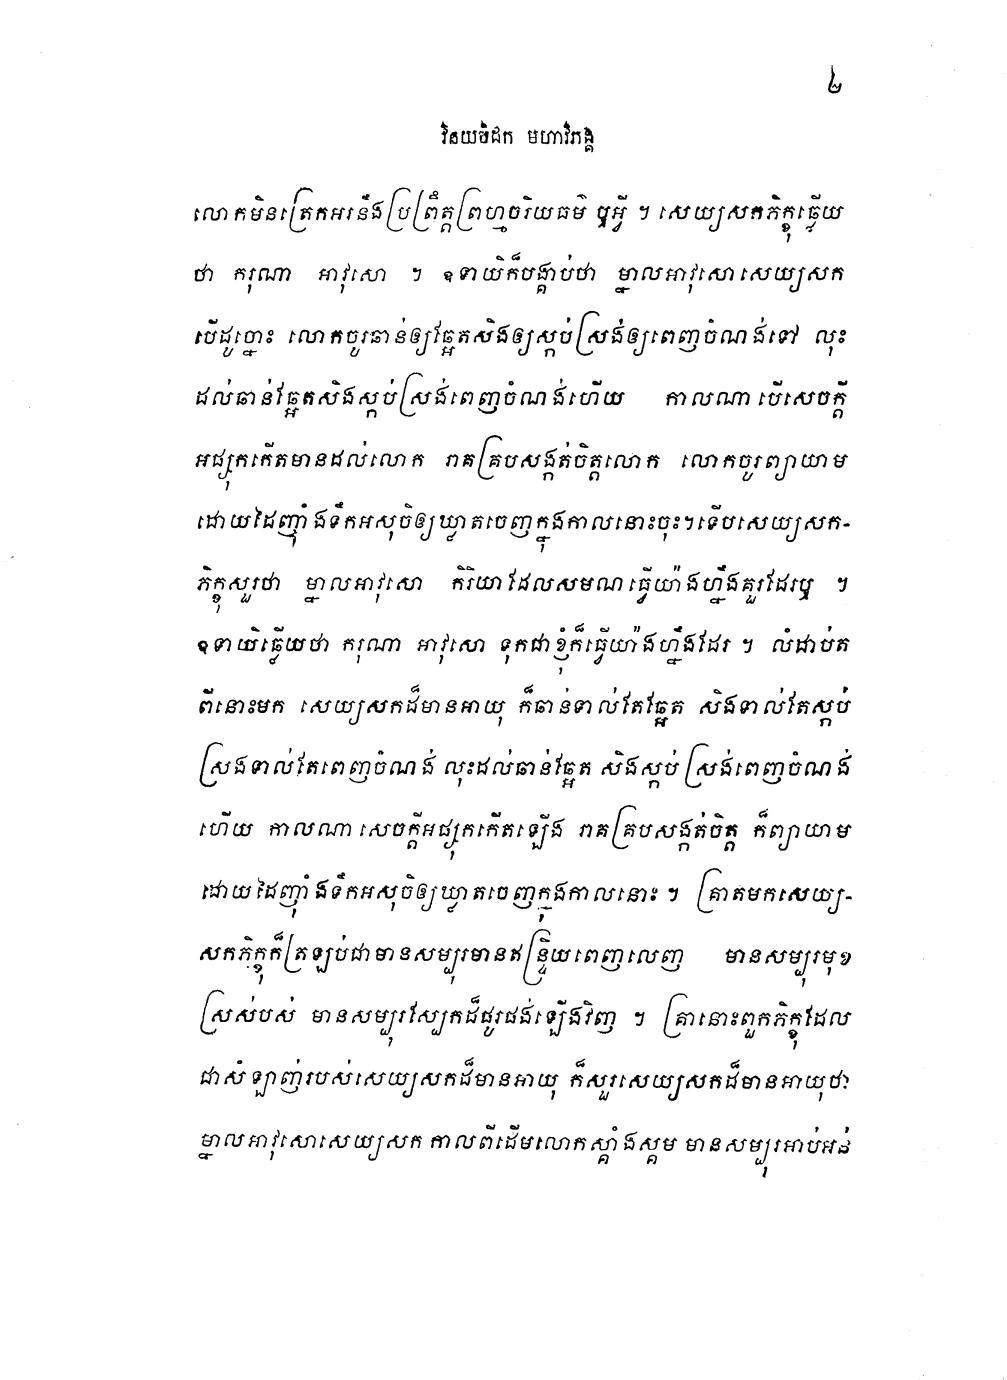 ២
វិនយបិដក មហាវិភង្គ
លោកមិនត្រេកអរនឹងប្រព្រឹត្តព្រហ្មចរិយធម៌ ឬអ្វី ។ សេយ្យសកភិក្ខុឆ្លើយ
ថា ករុណា អាវុសោ ។ ឧទាយិក៏បង្គាប់ថា ម្នាលអាវុសោសេយ្យសក
បើដូច្នោះ លោកចូរឆាន់ឲ្យឆ្អែតសិងឲ្យស្កប់ស្រង់ឲ្យពេញចំណង់ទៅ លុះ
ដល់ឆាន់ឆ្អែតសិងស្កប់ស្រង់ពេញចំណង់ហើយ កាលណាបើសេចក្តី
អផ្សុកកើតមានដល់លោក រាគគ្របសង្កត់ចិត្តលោក លោកចូរព្យាយាម
ដោយដៃញ៉ាំងទឹកអសុចិឲ្យឃ្លាតចេញក្នុងកាលនោះចុះ។ទើបសេយ្យសក-
ភិក្ខុសួរថា ម្នាលអាវុសោ កិរិយាដែលសមណធ្វើយ៉ាងហ្នឹងគួរដែរឬ ។
ឧទាយិឆ្លើយថា ករុណា អាវុសោ ទុកជាខ្ញុំក៏ធ្វើយ៉ាងហ្នឹងដែរ ។ លំដាប់ត
ពីនោះមក សេយ្យសកដ៏មានអាយុ ក៏ឆាន់ទាល់តែឆ្អែត សិងទាល់តែស្កប់
ស្រងទាល់តែពេញចំណង់ លុះដល់ឆាន់ឆ្អែត សិងស្កប់ ស្រង់ពេញចំណង់
ហើយ កាលណាសេចក្តីអផ្សុកកើតឡើង រាគគ្របសង្កត់ចិត្ត ក៏ព្យាយាម
ដោយដៃញ៉ាំងទឹកអសុចិឲ្យឃ្លាតចេញក្នុងកាលនោះ ។ គ្រាតមកសេយ្យ-
សកភិក្ខុក៏ត្រឡប់ជាមានសម្បុរមានឥន្ទ្រិយពេញលេញ មានសម្បុរមុខ
ស្រស់បស់ មានសម្បុរស្បែកដ៏ផូរផង់ឡើងវិញ ។ គ្រានោះពួកភិក្ខុដែល
ជាសំឡាញ់របស់សេយ្យសកដ៏មានអាយុ ក៏សួរសេយ្យសកដ៏មានអាយុថា
ម្នាលអាវុសោសេយ្យសក កាលពីដើមលោកស្គាំងស្គម មានសម្បុរអាប់អន់